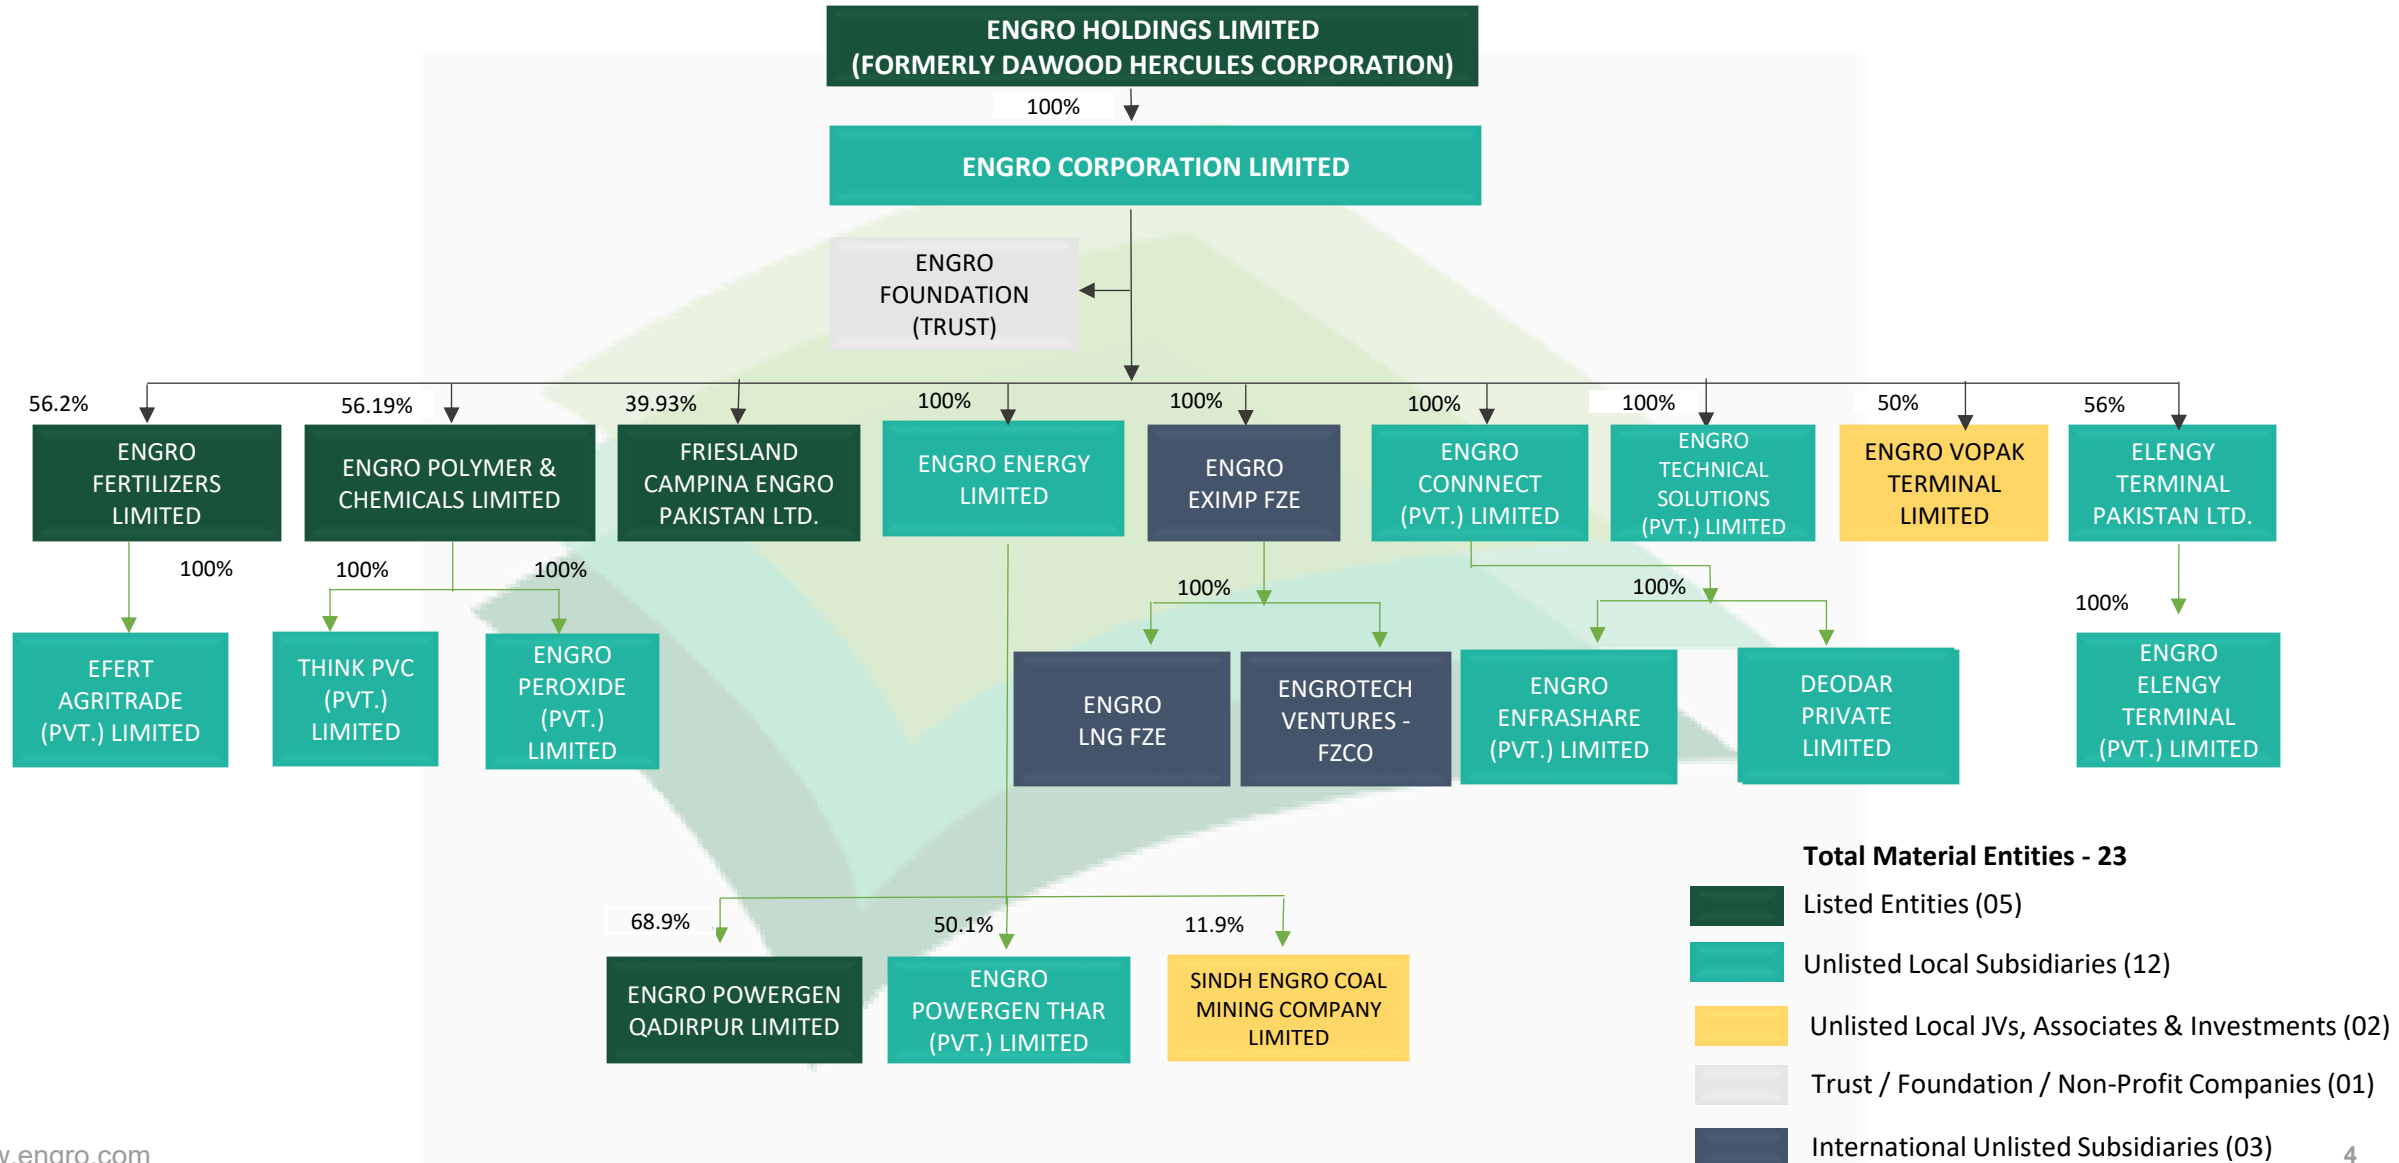 ENGRO HOLDINGS LIMITED
(FORMERLY DAWOOD HERCULES CORPORATION)
100%
ENGRO CORPORATION LIMITED
ENGRO
FOUNDATION
(TRUST)
56.2%
56.19%
39.93%
100%
100%
100%
100%
50%
56%
ENGRO
FERTILIZERS
LIMITED
ENGRO POLYMER &
CHEMICALS LIMITED
FRIESLAND
CAMPINA ENGRO
PAKISTAN LTD.
ENGRO ENERGY
LIMITED
ENGRO
EXIMP FZE
ENGRO
CONNNECT
(PVT.) LIMITED
ENGRO
TECHNICAL
SOLUTIONS
(PVT.) LIMITED
ENGRO VOPAK
TERMINAL
LIMITED
ELENGY
TERMINAL
PAKISTAN LTD.
100%
100%
100%
100%
100%
100%
EFERT
AGRITRADE
(PVT.) LIMITED
THINK PVC
(PVT.)
LIMITED
ENGRO
PEROXIDE
(PVT.)
LIMITED
ENGRO
LNG FZE
ENGROTECH
VENTURES -
FZCO
ENGRO
ENFRASHARE
(PVT.) LIMITED
DEODAR
PRIVATE
LIMITED
ENGRO
ELENGY
TERMINAL
(PVT.) LIMITED
68.9%
50.1%
11.9%
ENGRO POWERGEN
QADIRPUR LIMITED
ENGRO
POWERGEN THAR
(PVT.) LIMITED
SINDH ENGRO COAL
MINING COMPANY
LIMITED
Total Material Entities - 23
Listed Entities (05)
Unlisted Local Subsidiaries (12)
Unlisted Local JVs, Associates & Investments (02)
Trust / Foundation / Non-Profit Companies (01)
International Unlisted Subsidiaries (03)
w.engro.com
4